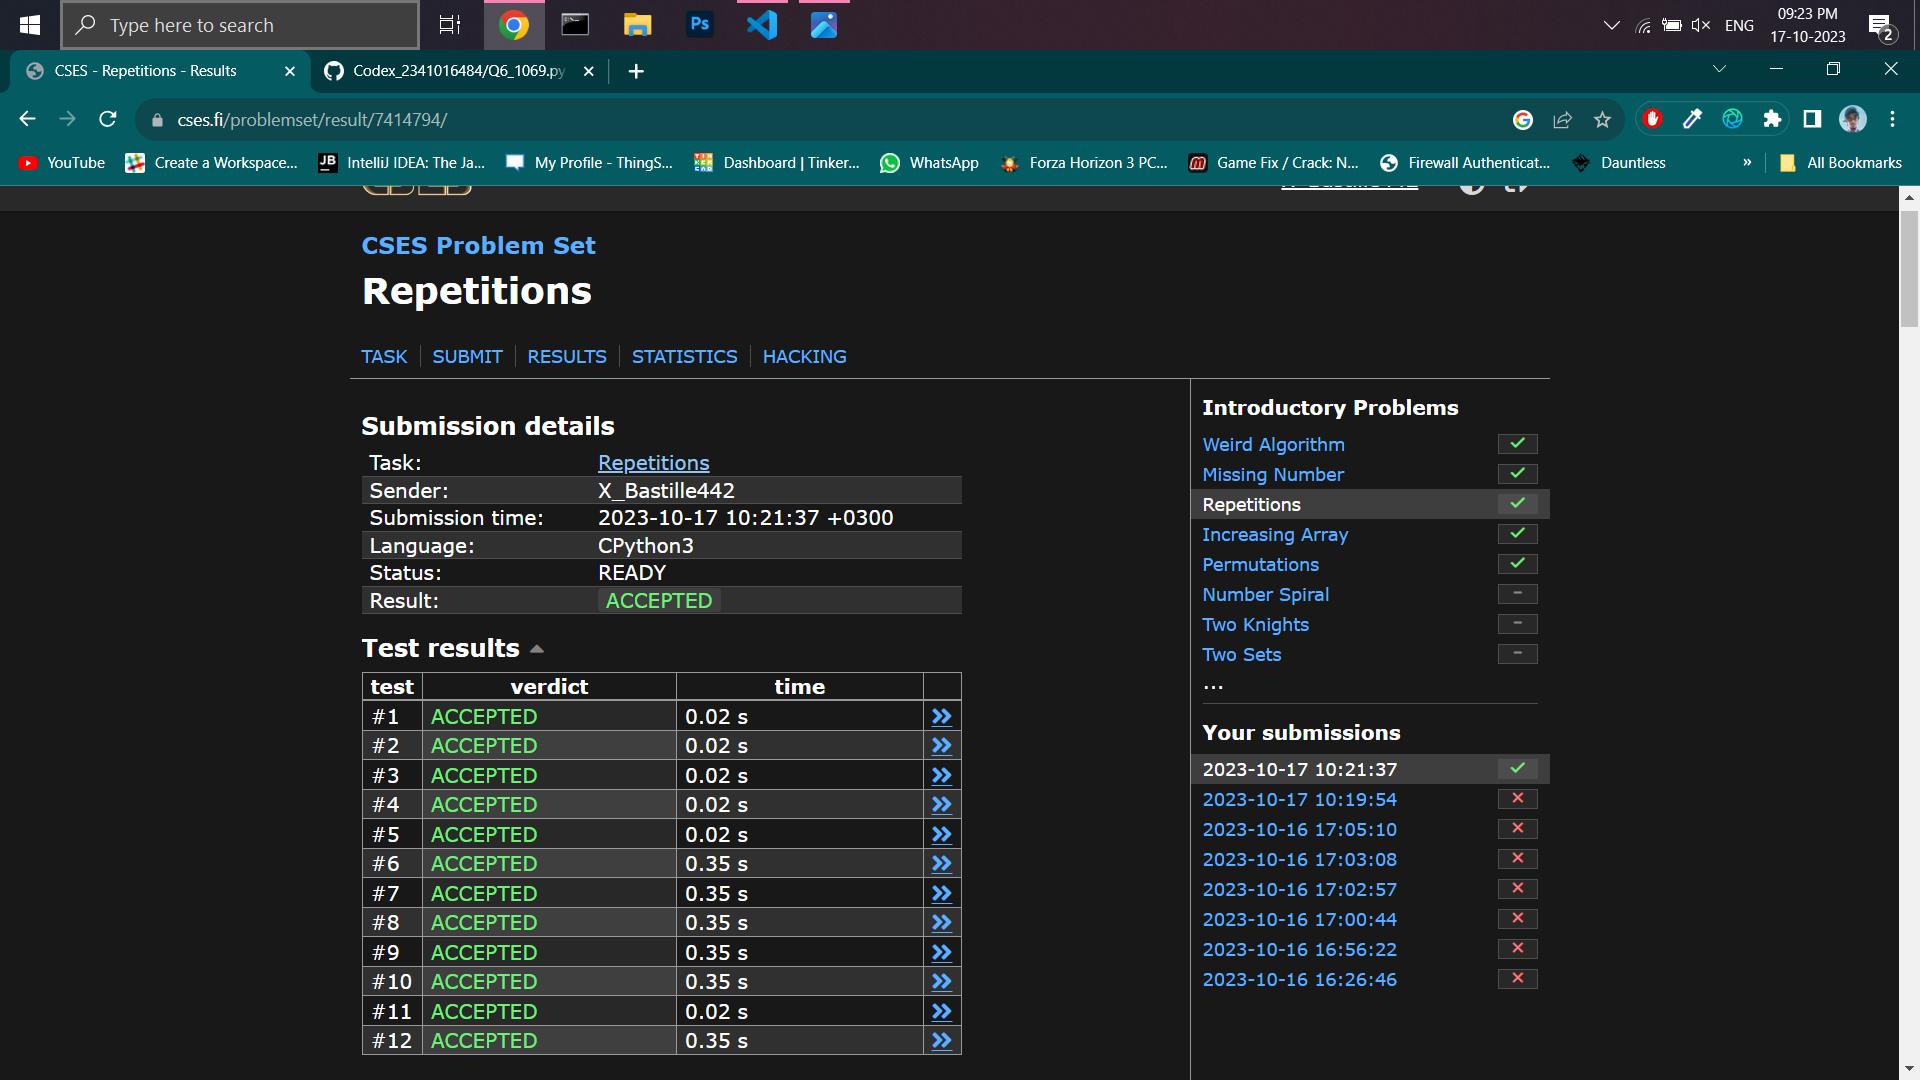 Type here to search
Ps
ENG
09:23 PM
17-10-2023
2
CSES - Repetitions - Results
Codex_2341016484/Q6_1069.py
cses.fi/problemset/result/7414794/
YouTube
Create a Workspace...
JB
IntelliJ IDEA: The Ja...
My Profile - ThingS...
Dashboard | Tinker...
WhatsApp
Forza Horizon 3 PC...
Game Fix / Crack: N...
Firewall Authenticat...
Dauntless
»
All Bookmarks
CSES Problem Set
Repetitions
TASK SUBMIT RESULTS STATISTICS HACKING
Submission details
Task: Repetitions
Sender: X_Bastille442
Submission time: 2023-10-17 10:21:37 +0300
Language: CPython3
Status: READY
Result: ACCEPTED
Test results
test verdict time
#1 ACCEPTED 0.02 s
#2 ACCEPTED 0.02 s
#3 ACCEPTED 0.02 s
#4 ACCEPTED 0.02 s
#5 ACCEPTED 0.02 s
#6 ACCEPTED 0.35 s
#7 ACCEPTED 0.35 s
#8 ACCEPTED 0.35 s
#9 ACCEPTED 0.35 s
#10 ACCEPTED 0.35 s
#11 ACCEPTED 0.02 s
#12 ACCEPTED 0.35 s
Introductory Problems
Weird Algorithm
Missing Number
Repetitions
Increasing Array
Permutations
Number Spiral –
Two Knights –
Two Sets –
...
Your submissions
2023-10-17 10:21:37
2023-10-17 10:19:54
2023-10-16 17:05:10
2023-10-16 17:03:08
2023-10-16 17:02:57
2023-10-16 17:00:44
2023-10-16 16:56:22
2023-10-16 16:26:46